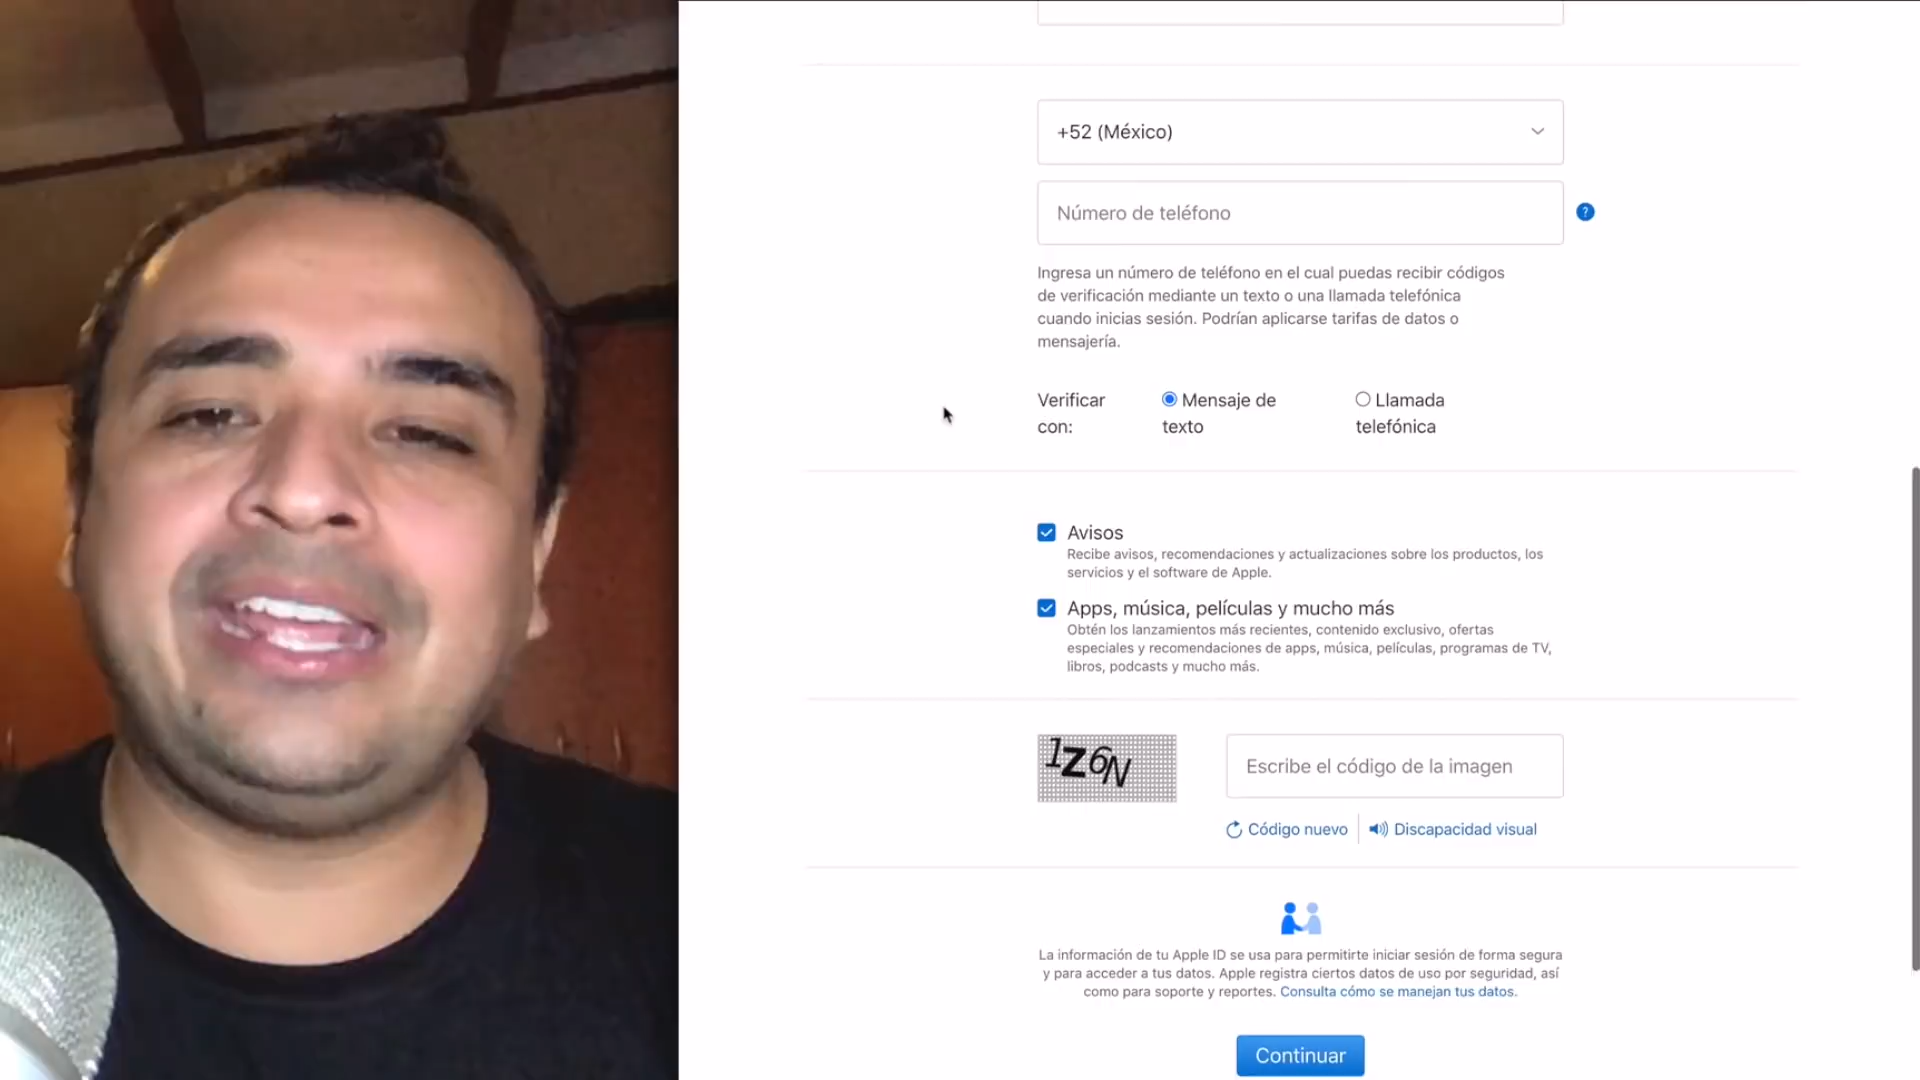 +52 (México)
Número de teléfono
?
Ingresa un número de teléfono en el cual puedas recibir códigos
de verificación mediante un texto o una llamada telefónica
cuando inicias sesión. Podrían aplicarse tarifas de datos o
mensajería.
Verificar
con:
Mensaje de
texto
Llamada
telefónica
Avisos
Recibe avisos, recomendaciones y actualizaciones sobre los productos, los
servicios y el software de Apple.
Apps, música, películas y mucho más
Obtén los lanzamientos más recientes, contenido exclusivo, ofertas
especiales y recomendaciones de apps, música, películas, programas de TV,
libros, podcasts y mucho más.
1Z6N
Escribe el código de la imagen
Código nuevo
Discapacidad visual
La información de tu Apple ID se usa para permitirte iniciar sesión de forma segura
y para acceder a tus datos. Apple registra ciertos datos de uso por seguridad, así
como para soporte y reportes. Consulta cómo se manejan tus datos.
Continuar